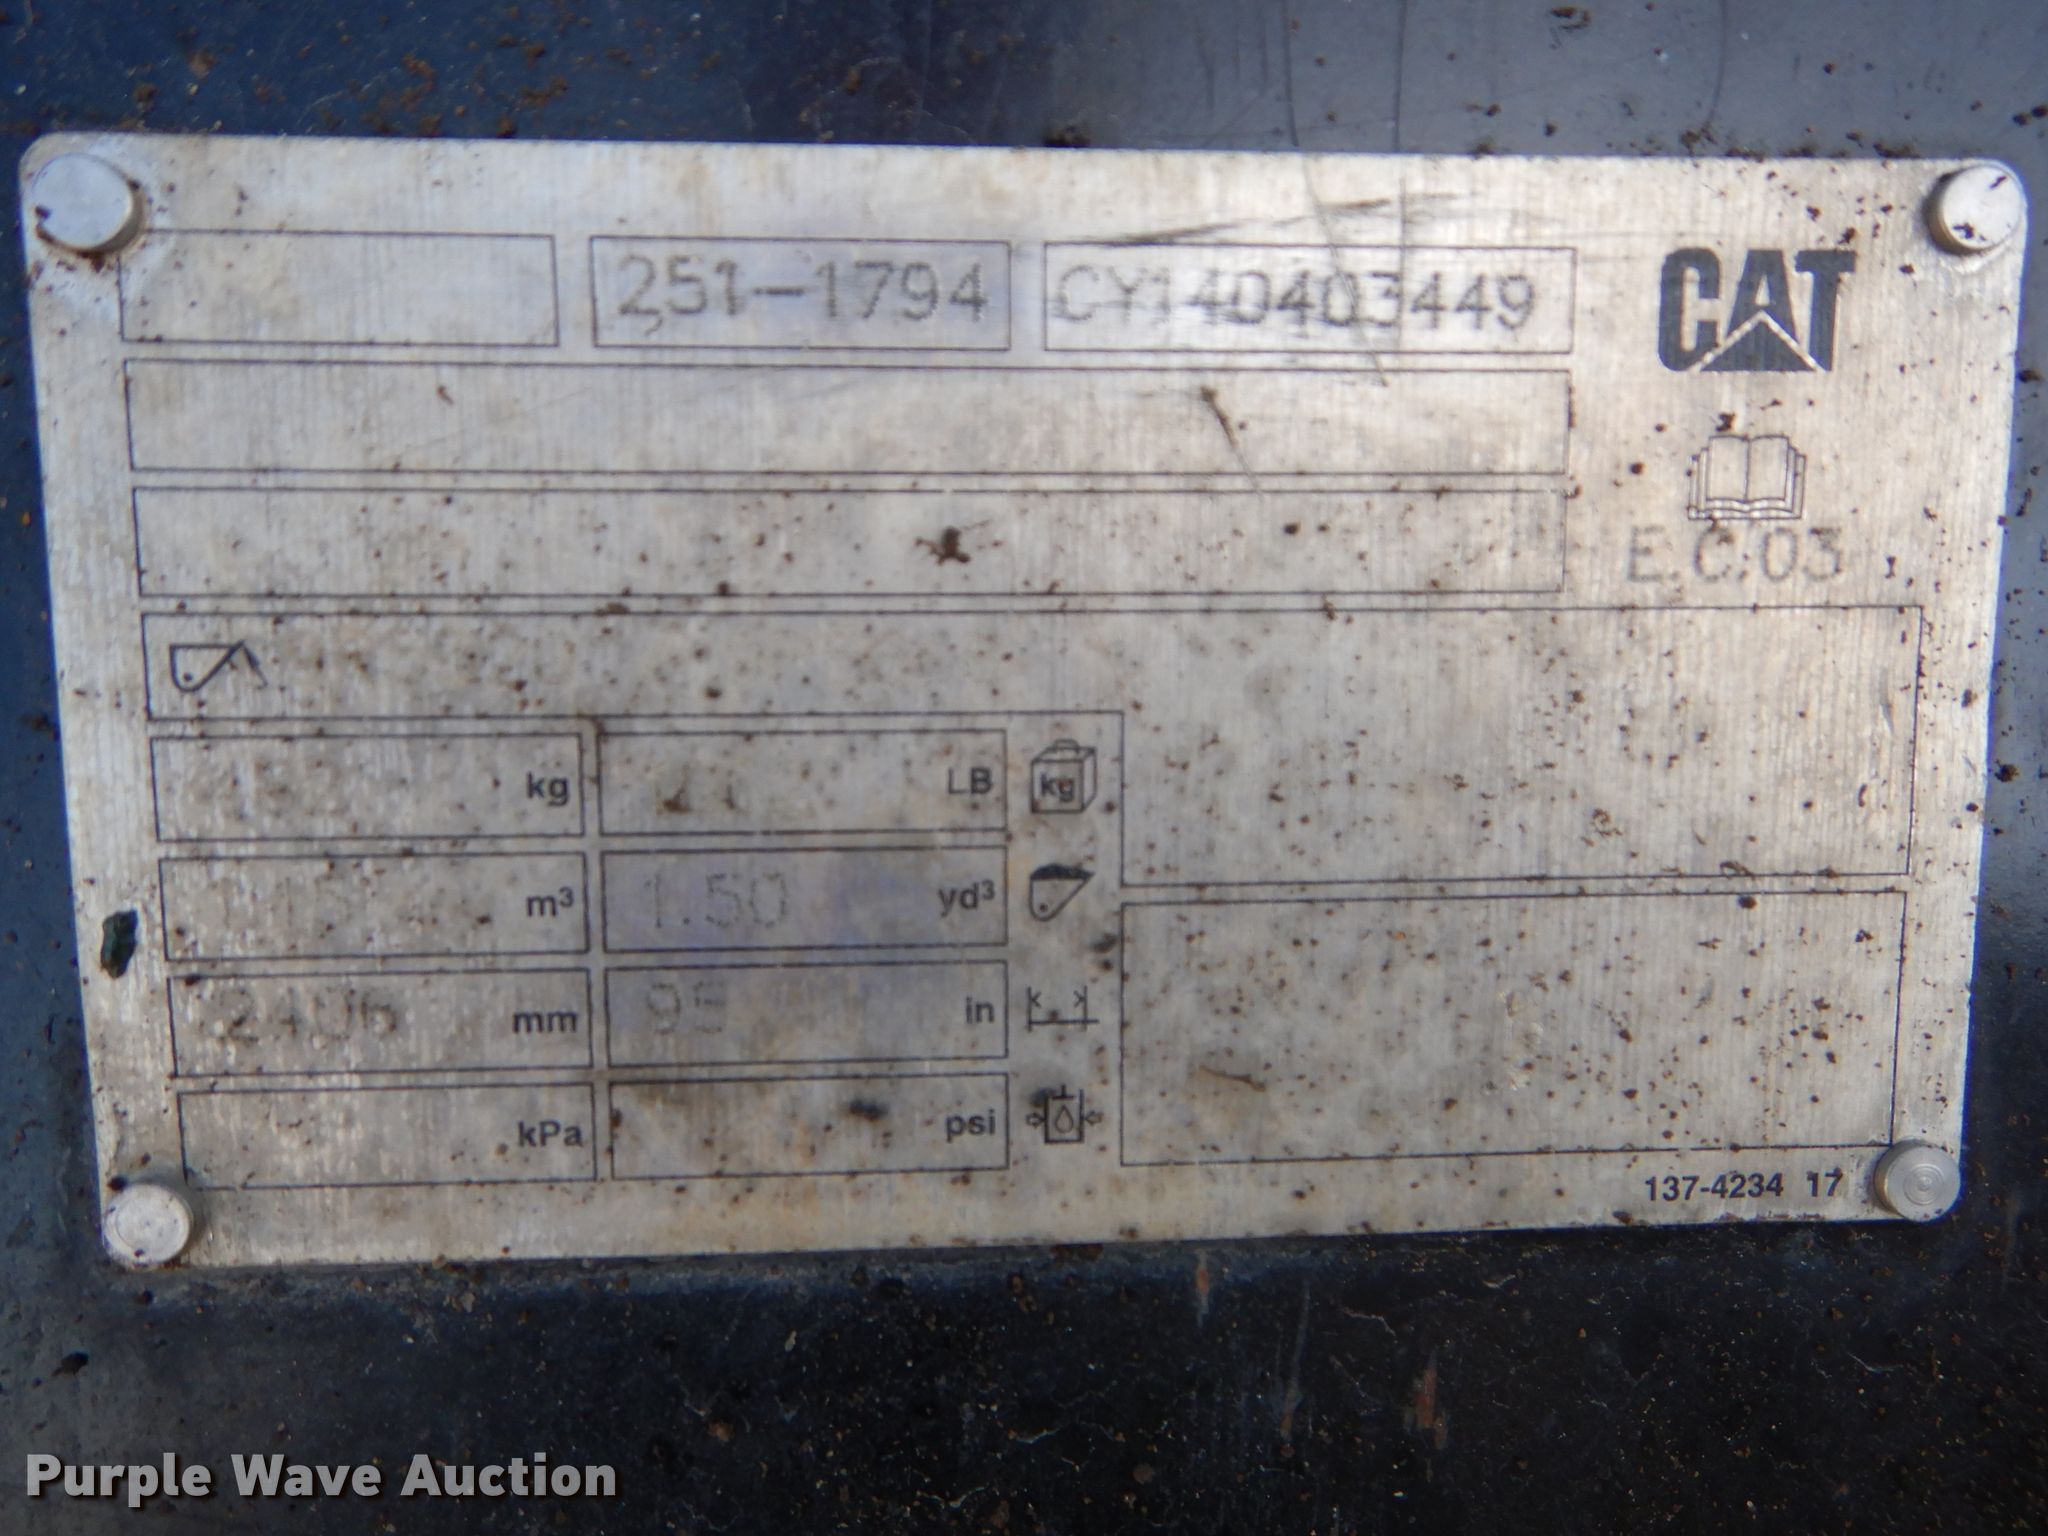 251-1794 CY140403449 CAT
E.C.03
kg LB kg
m³ 1.50 yd³
2406 mm 95 in
kPa psi
137-4234 17
Purple Wave Auction